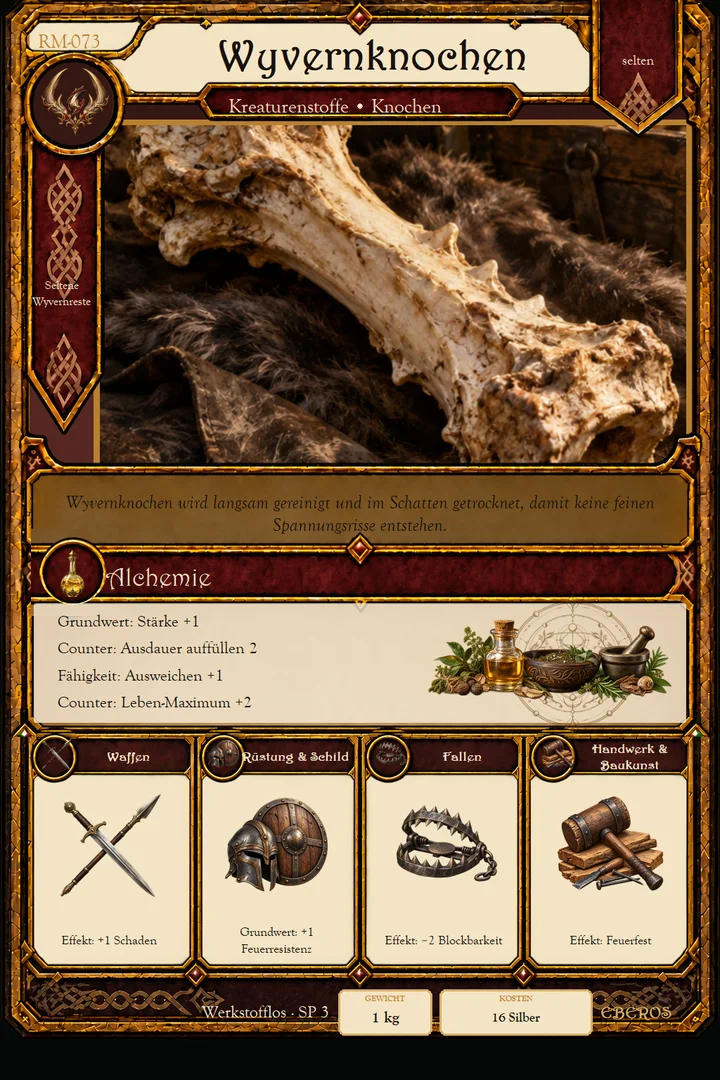 RM-073
Wyvernknochen
selten
Kreaturenstoffe • Knochen
Seltene
Wyvernreste
Wyvernknochen wird langsam gereinigt und im Schatten getrocknet, damit keine feinen
Spannungsrisse entstehen.
Alchemie
Grundwert: Stärke +1
Counter: Ausdauer auffüllen 2
Fähigkeit: Ausweichen +1
Counter: Leben-Maximum +2
Waffen
Rüstung & Schild
Fallen
Handwerk &
Baukunst
Effekt: +1 Schaden
Grundwert: +1
Feuerresistenz
Effekt: −2 Blockbarkeit
Effekt: Feuerfest
Werkstofflos · SP 3
GEWICHT
1 kg
KOSTEN
16 Silber
EBEROS